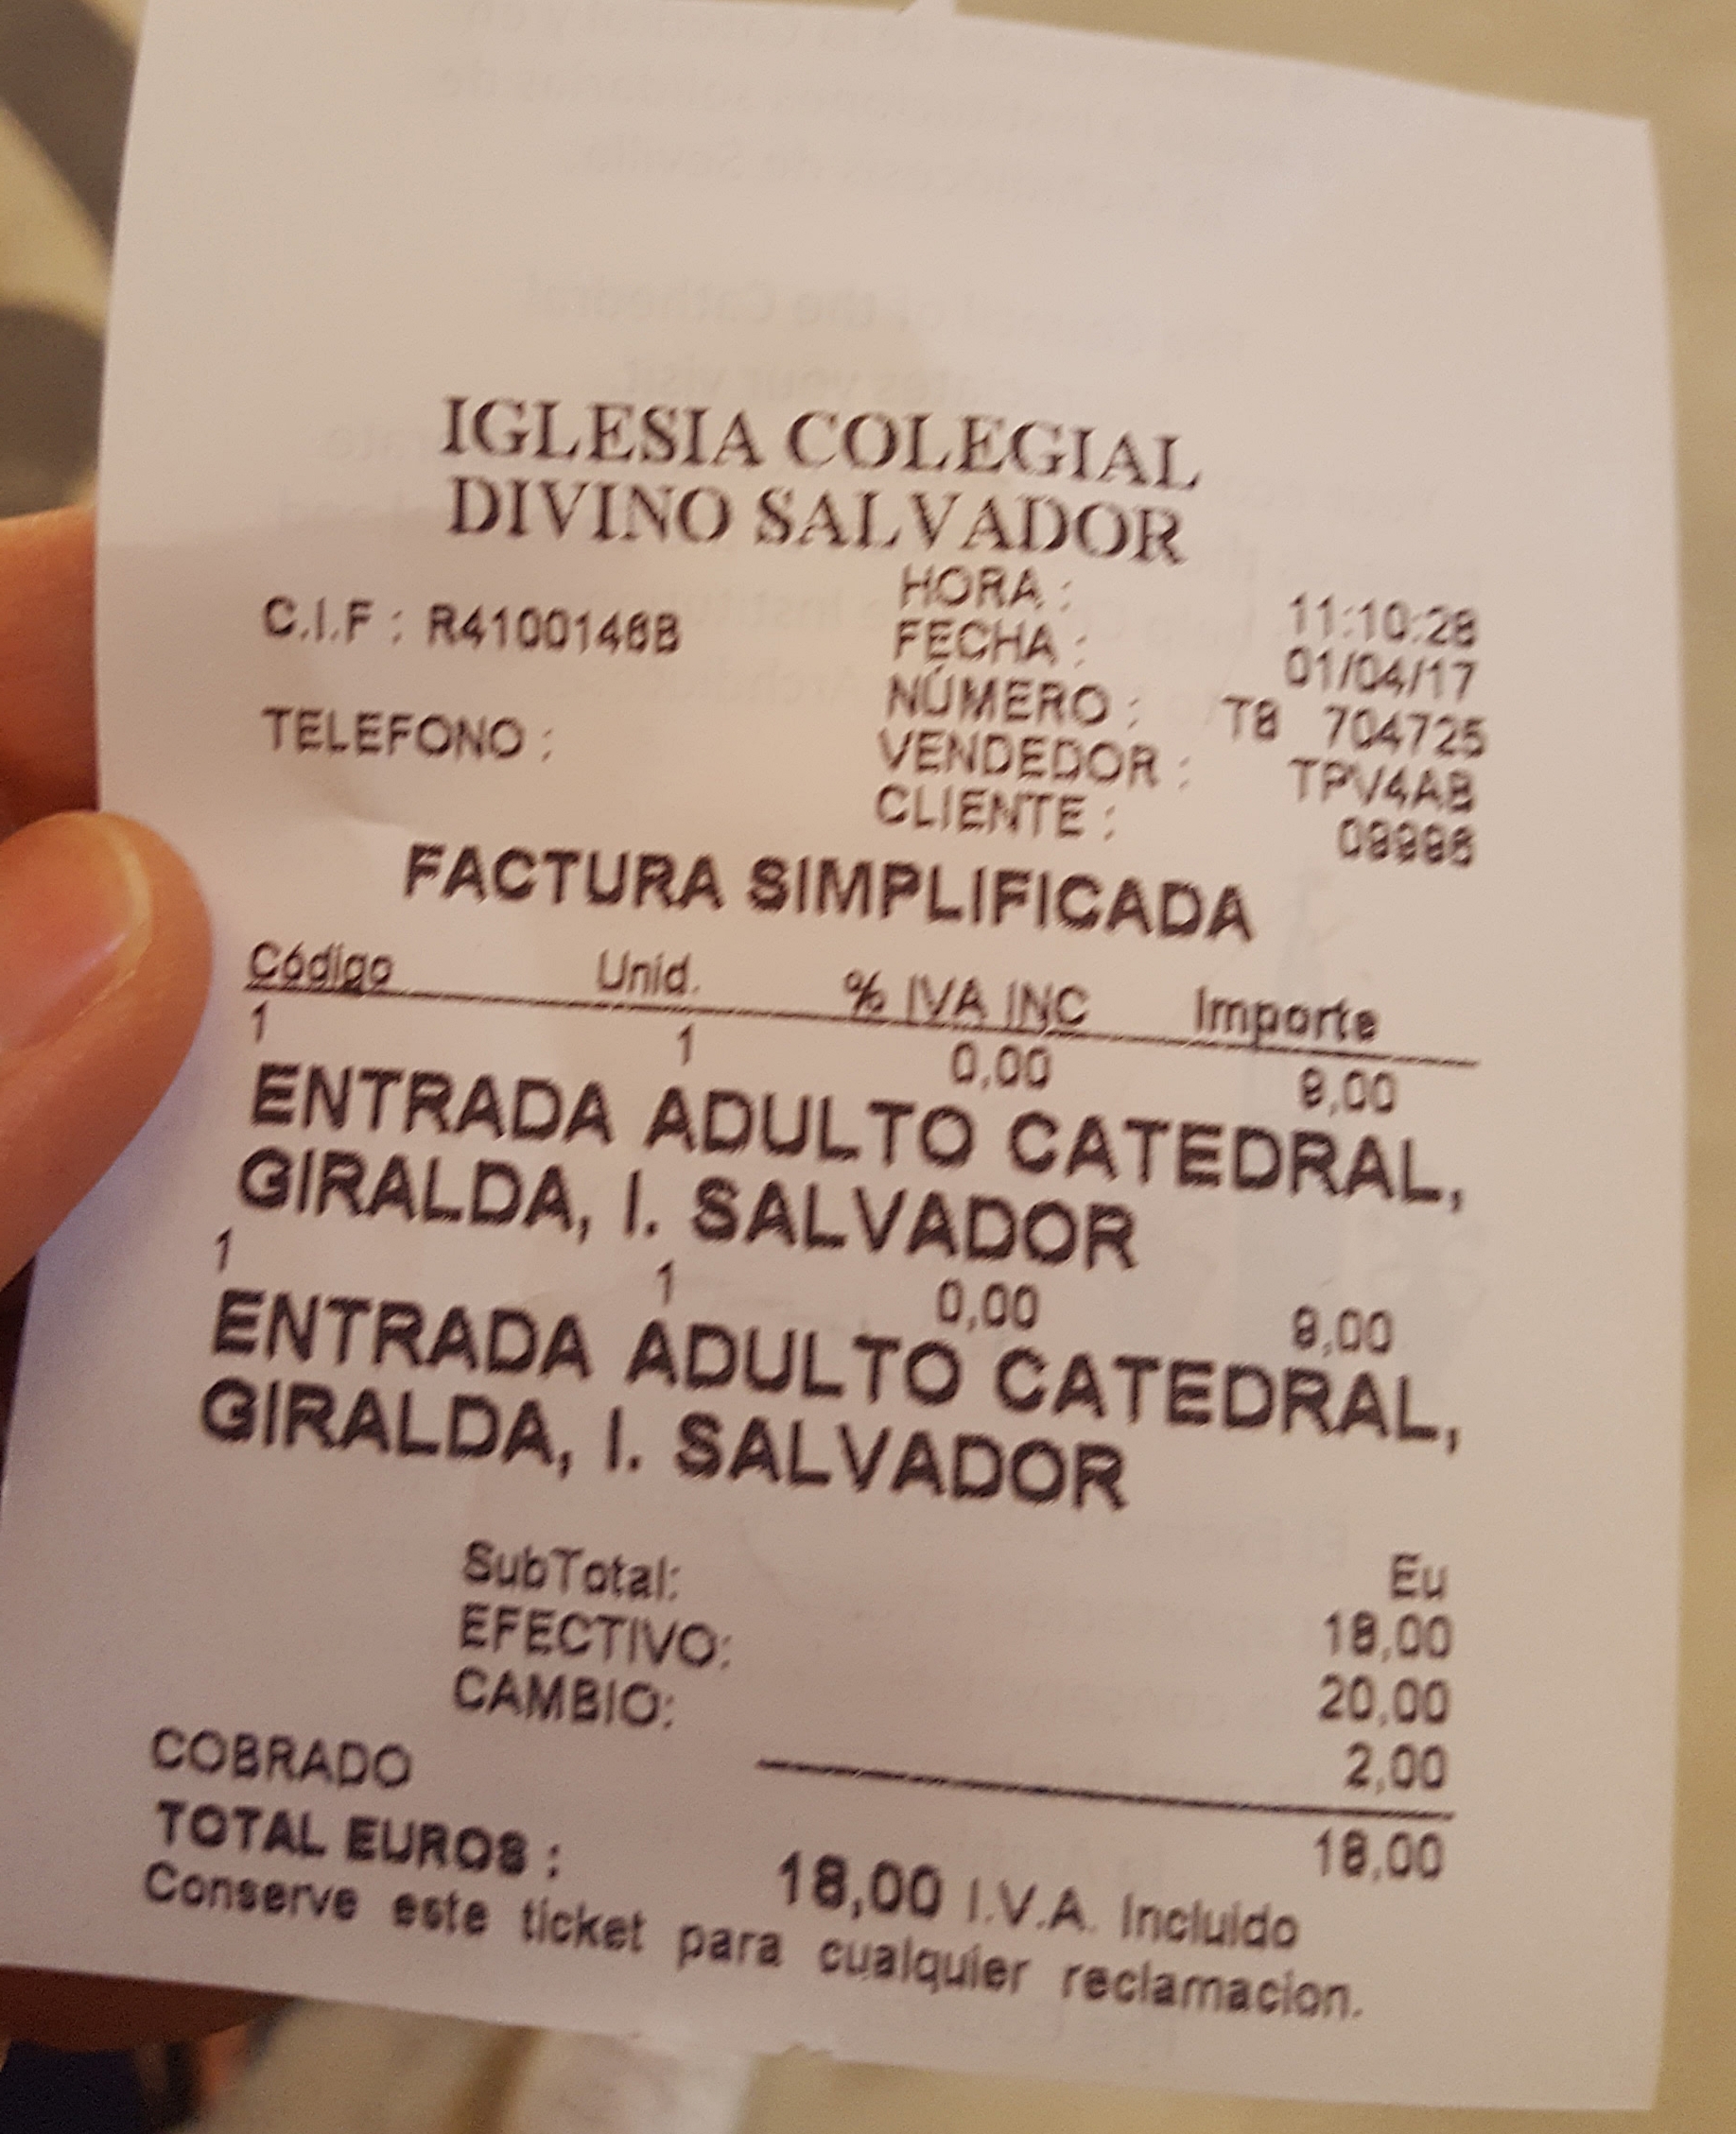 IGLESIA COLEGIAL
DIVINO SALVADOR
C.I.F : R4100146B
TELEFONO :
HORA : 11:10:28
FECHA : 01/04/17
NÚMERO : T8 704725
VENDEDOR : TPV4AB
CLIENTE :
FACTURA SIMPLIFICADA
Código Unid. % IVA INC Importe
1 1 0,00 9,00
ENTRADA ADULTO CATEDRAL,
GIRALDA, I. SALVADOR
1 1 0,00 9,00
ENTRADA ADULTO CATEDRAL,
GIRALDA, I. SALVADOR
Eu
SubTotal: 18,00
EFECTIVO: 20,00
CAMBIO: 2,00
COBRADO 18,00
TOTAL EUROS : 18,00 I.V.A. Incluido
Conserve este ticket para cualquier reclamacion.